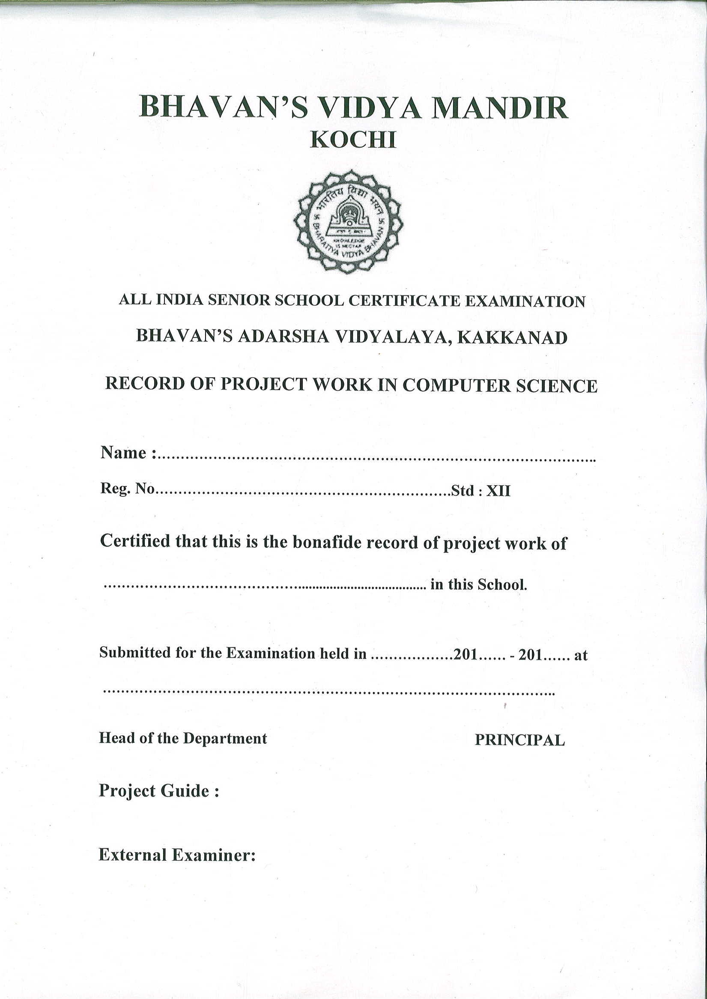 BHAVAN’S VIDYA MANDIR
KOCHI
भारतिय विद्या भवन
KNOWLEDGE
IS NECTAR
BHARATIYA VIDYA BHAVAN
ALL INDIA SENIOR SCHOOL CERTIFICATE EXAMINATION
BHAVAN’S ADARSHA VIDYALAYA, KAKKANAD
RECORD OF PROJECT WORK IN COMPUTER SCIENCE
Name :....................................................................................................
Reg. No..................................................................Std : XII
Certified that this is the bonafide record of project work of
.......................................................................... in this School.
Submitted for the Examination held in ..................201...... - 201...... at
....................................................................................................
Head of the Department PRINCIPAL
Project Guide :
External Examiner: